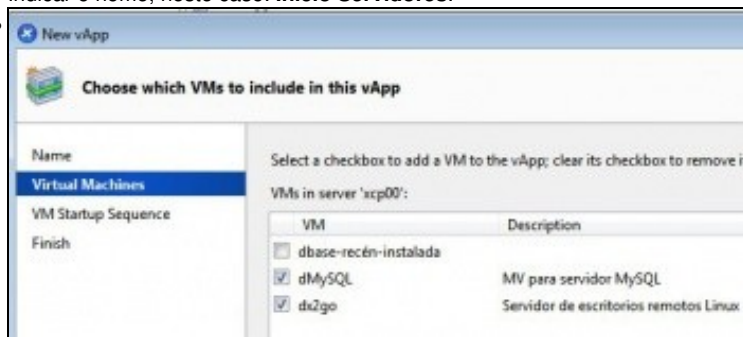 New vApp
Choose which VMs to include in this vApp
Name
Virtual Machines
VM Startup Sequence
Finish
Select a checkbox to add a VM to the vApp; clear its checkbox to remove i
VMs in server 'xcp00':
VM Description
dbase-recén-instalada
dMySQL MV para servidor MySQL
dx2go Servidor de escritorios remotos Linux